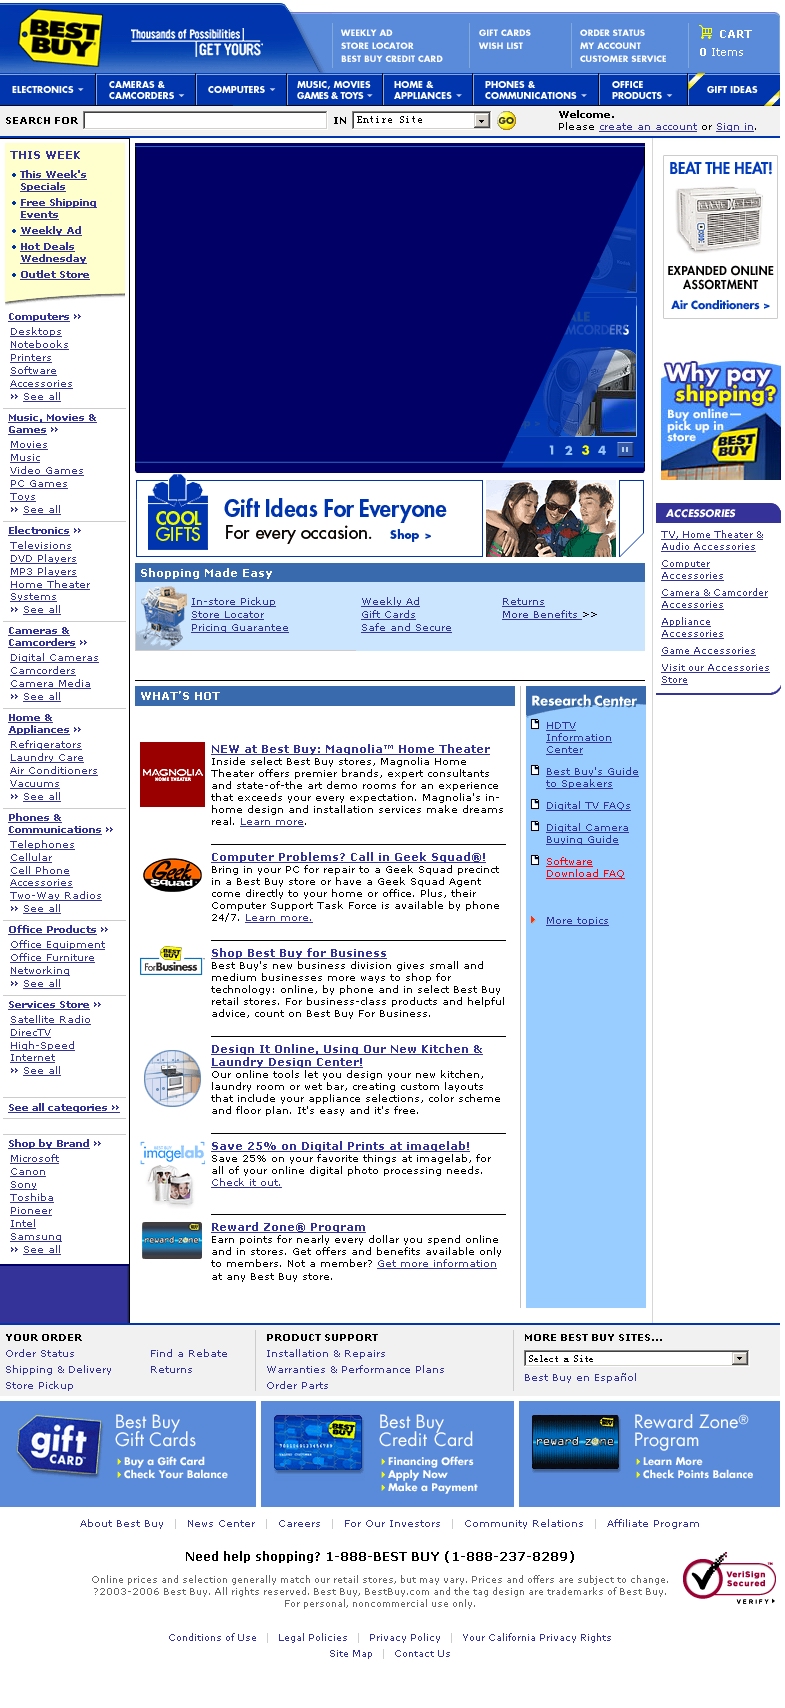 BEST BUY
Thousands of Possibilities
GET YOURS
WEEKLY AD
STORE LOCATOR
BEST BUY CREDIT CARD
GIFT CARDS
WISH LIST
ORDER STATUS
MY ACCOUNT
CUSTOMER SERVICE
CART
0 Items
ELECTRONICS
CAMERAS & CAMCORDERS
COMPUTERS
MUSIC, MOVIES GAMES & TOYS
HOME & APPLIANCES
PHONES & COMMUNICATIONS
OFFICE PRODUCTS
GIFT IDEAS
SEARCH FOR
IN
Entire Site
GO
Welcome.
Please create an account or Sign in.
THIS WEEK
• This Week's
Specials
• Free Shipping
Events
• Weekly Ad
• Hot Deals
Wednesday
• Outlet Store
Computers ››
Desktops
Notebooks
Printers
Software
Accessories
›› See all
Music, Movies &
Games ››
Movies
Music
Video Games
PC Games
Toys
›› See all
Electronics ››
Televisions
DVD Players
MP3 Players
Home Theater
Systems
›› See all
Cameras &
Camcorders ››
Digital Cameras
Camcorders
Camera Media
›› See all
Home &
Appliances ››
Refrigerators
Laundry Care
Air Conditioners
Vacuums
›› See all
Phones &
Communications ››
Telephones
Cellular
Cell Phone
Accessories
Two-Way Radios
›› See all
Office Products ››
Office Equipment
Office Furniture
Networking
›› See all
Services Store ››
Satellite Radio
DirecTV
High-Speed
Internet
›› See all
See all categories ››
Shop by Brand ››
Microsoft
Canon
Sony
Toshiba
Pioneer
Intel
Samsung
›› See all
ALE
MCORDERS
1 2 3 4
COOL
GIFTS
Gift Ideas For Everyone
For every occasion. Shop >
Shopping Made Easy
In-store Pickup
Store Locator
Pricing Guarantee
Weekly Ad
Gift Cards
Safe and Secure
Returns
More Benefits >>
WHAT'S HOT
MAGNOLIA
HOME THEATER
NEW at Best Buy: Magnolia™ Home Theater
Inside select Best Buy stores, Magnolia Home
Theater offers premier brands, expert consultants
and state-of-the art demo rooms for an experience
that exceeds your every expectation. Magnolia's in-
home design and installation services make dreams
real. Learn more.
Geek
Squad
Computer Problems? Call in Geek Squad®!
Bring in your PC for repair to a Geek Squad precinct
in a Best Buy store or have a Geek Squad Agent
come directly to your home or office. Plus, their
Computer Support Task Force is available by phone
24/7. Learn more.
BEST BUY
For Business
Shop Best Buy for Business
Best Buy's new business division gives small and
medium businesses more ways to shop for
technology: online, by phone and in select Best Buy
retail stores. For business-class products and helpful
advice, count on Best Buy For Business.
Design It Online, Using Our New Kitchen &
Laundry Design Center!
Our online tools let you design your new kitchen,
laundry room or wet bar, creating custom layouts
that include your appliance selections, color scheme
and floor plan. It's easy and it's free.
BEST BUY
imagelab
Save 25% on Digital Prints at imagelab!
Save 25% on your favorite things at imagelab, for
all of your online digital photo processing needs.
Check it out.
reward zone
Reward Zone® Program
Earn points for nearly every dollar you spend online
and in stores. Get offers and benefits available only
to members. Not a member? Get more information
at any Best Buy store.
Research Center
HDTV
Information
Center
Best Buy's Guide
to Speakers
Digital TV FAQs
Digital Camera
Buying Guide
Software
Download FAQ
More topics
BEAT THE HEAT!
EXPANDED ONLINE
ASSORTMENT
Air Conditioners >
Why pay
shipping?
Buy online—
pick up in
store
BEST BUY
ACCESSORIES
TV, Home Theater &
Audio Accessories
Computer
Accessories
Camera & Camcorder
Accessories
Appliance
Accessories
Game Accessories
Visit our Accessories
Store
YOUR ORDER
Order Status
Shipping & Delivery
Store Pickup
Find a Rebate
Returns
PRODUCT SUPPORT
Installation & Repairs
Warranties & Performance Plans
Order Parts
MORE BEST BUY SITES...
Select a Site
Best Buy en Español
gift
CARD
Best Buy
Gift Cards
Buy a Gift Card
Check Your Balance
BEST BUY
Best Buy
Credit Card
Financing Offers
Apply Now
Make a Payment
reward zone
Reward Zone®
Program
Learn More
Check Points Balance
About Best Buy | News Center | Careers | For Our Investors | Community Relations | Affiliate Program
Need help shopping? 1-888-BEST BUY (1-888-237-8289)
Online prices and selection generally match our retail stores, but may vary. Prices and offers are subject to change.
?2003-2006 Best Buy. All rights reserved. Best Buy, BestBuy.com and the tag design are trademarks of Best Buy.
For personal, noncommercial use only.
VeriSign
Secured
VERIFY
Conditions of Use | Legal Policies | Privacy Policy | Your California Privacy Rights
Site Map | Contact Us